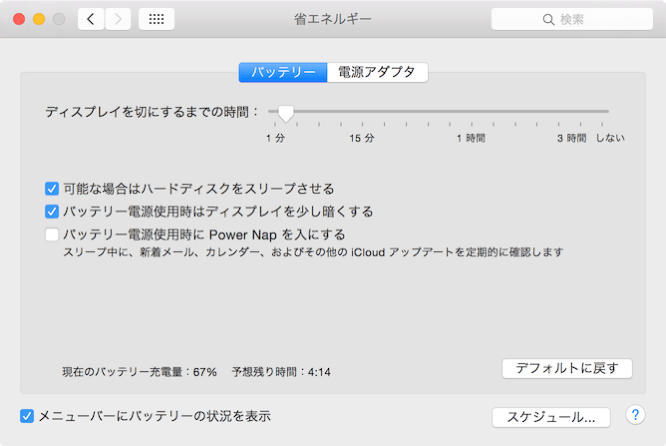 省エネルギー
検索
バッテリー 電源アダプタ
ディスプレイを切にするまでの時間：
1 分 15 分 1 時間 3 時間 しない
可能な場合はハードディスクをスリープさせる
バッテリー電源使用時はディスプレイを少し暗くする
バッテリー電源使用時に Power Nap を入にする
スリープ中に、新着メール、カレンダー、およびその他の iCloud アップデートを定期的に確認します
現在のバッテリー充電量：67% 予想残り時間：4:14
デフォルトに戻す
メニューバーにバッテリーの状況を表示
スケジュール...
?